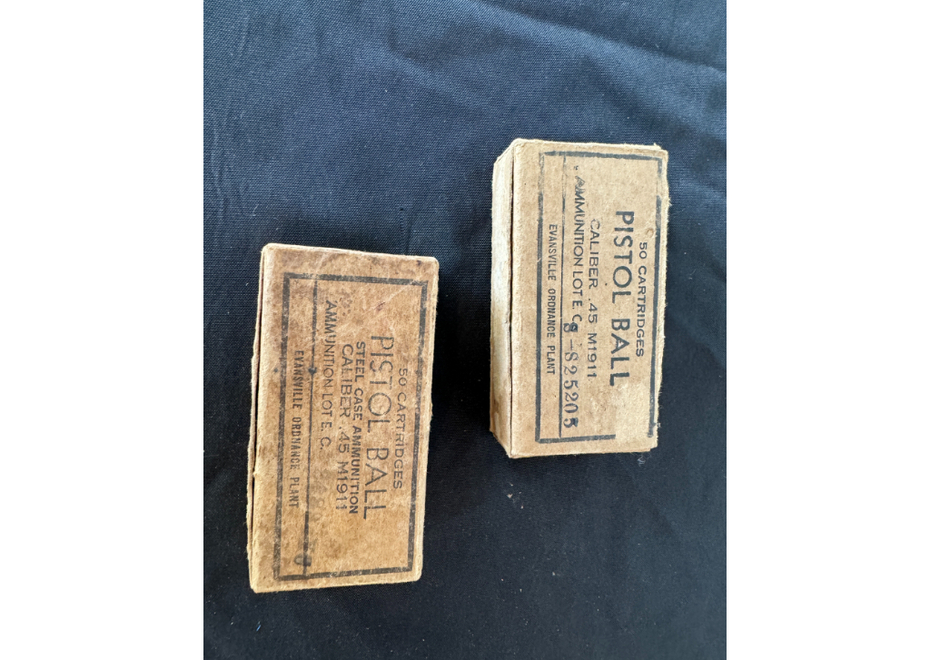 50 CARTRIDGES
PISTOL BALL
STEEL CASE AMMUNITION
CALIBER .45 M1911
AMMUNITION LOT E. C.
EVANSVILLE ORDNANCE PLANT
50 CARTRIDGES
PISTOL BALL
CALIBER .45 M1911
AMMUNITION LOT E. C. S-825205
EVANSVILLE ORDNANCE PLANT